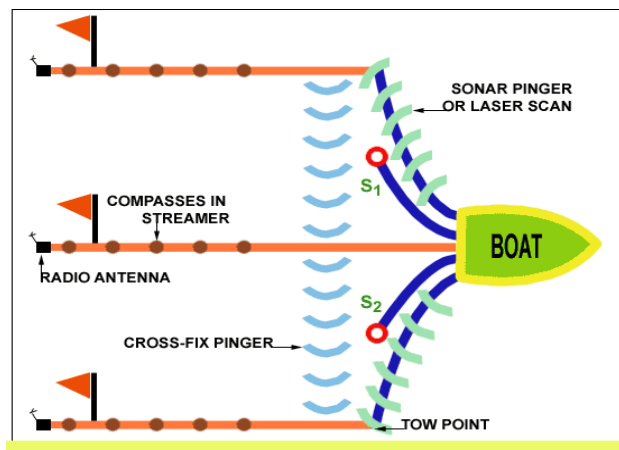 SONAR PINGER
OR LASER SCAN
S1
COMPASSES IN
STREAMER
BOAT
RADIO ANTENNA
S2
CROSS-FIX PINGER
TOW POINT